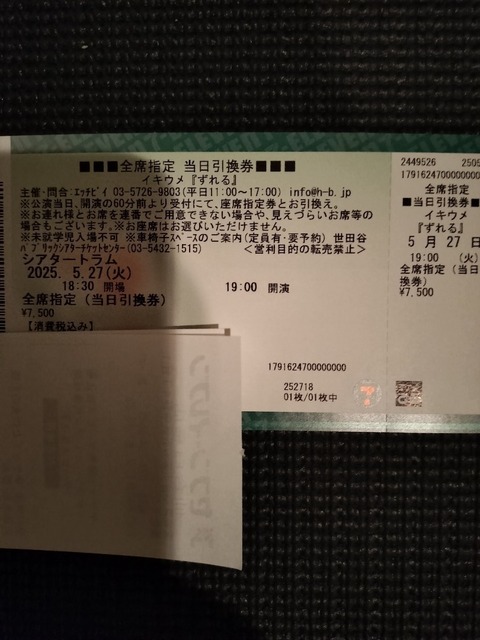 ■■■全席指定 当日引換券■■■
イキウメ『ずれる』
主催・問合:エッチビイ 03-5726-9803(平日11:00〜17:00) info@h-b.jp
※公演当日、開演の60分前より受付にて、座席指定券とお引換え。
※お連れ様とお席を連番でご用意できない場合や、見えづらいお席等の
場合もございます。※お座席はお選びいただけません。
※未就学児入場不可 ※車椅子スペースのご案内(定員有・要予約) 世田谷
パブリックシアターチケットセンター(03-5432-1515) <営利目的の転売禁止>
シアタートラム
2025. 5.27(火)
18:30 開場 19:00 開演
全席指定(当日引換券)
¥7,500
【消費税込み】
1791624700000000
252718
01枚/01枚中
2449526 2505
1791624700000
全席指定
■当日引換券■■
イキウメ
『ずれる』
5 月 27 日
19:00 (火)
全席指定(当日
換券)
¥7,500